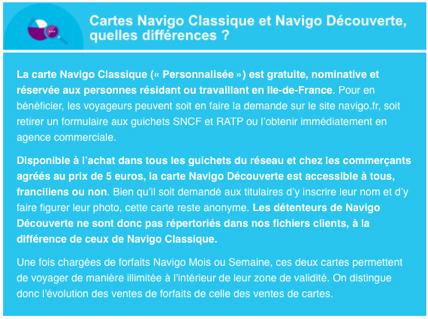 Cartes Navigo Classique et Navigo Découverte,
quelles différences ?
La carte Navigo Classique (« Personnalisée ») est gratuite, nominative et
réservée aux personnes résidant ou travaillant en Ile-de-France. Pour en
bénéficier, les voyageurs peuvent soit en faire la demande sur le site navigo.fr, soit
retirer un formulaire aux guichets SNCF et RATP ou l'obtenir immédiatement en
agence commerciale.
Disponible à l'achat dans tous les guichets du réseau et chez les commerçants
agréés au prix de 5 euros, la carte Navigo Découverte est accessible à tous,
franciliens ou non. Bien qu'il soit demandé aux titulaires d'y inscrire leur nom et d'y
faire figurer leur photo, cette carte reste anonyme. Les détenteurs de Navigo
Découverte ne sont donc pas répertoriés dans nos fichiers clients, à la
différence de ceux de Navigo Classique.
Une fois chargées de forfaits Navigo Mois ou Semaine, ces deux cartes permettent
de voyager de manière illimitée à l'intérieur de leur zone de validité. On distingue
donc l'évolution des ventes de forfaits de celle des ventes de cartes.